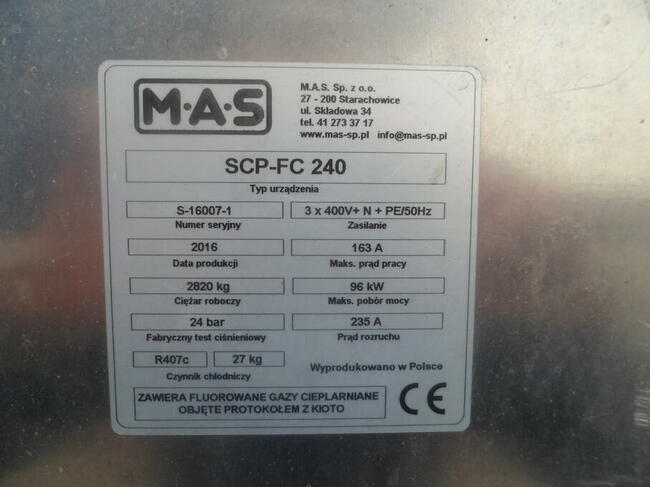 M·A·S
M.A.S. Sp. z o.o.
27 - 200 Starachowice
ul. Składowa 34
tel. 41 273 37 17
www.mas-sp.pl info@mas-sp.pl
SCP-FC 240
Typ urządzenia
S-16007-1 3 x 400V+ N + PE/50Hz
Numer seryjny Zasilanie
2016 163 A
Data produkcji Maks. prąd pracy
2820 kg 96 kW
Ciężar roboczy Maks. pobór mocy
24 bar 235 A
Fabryczny test ciśnieniowy Prąd rozruchu
R407c 27 kg
Czynnik chłodniczy
Wyprodukowano w Polsce
ZAWIERA FLUOROWANE GAZY CIEPLARNIANE
OBJĘTE PROTOKOŁEM Z KIOTO
CE